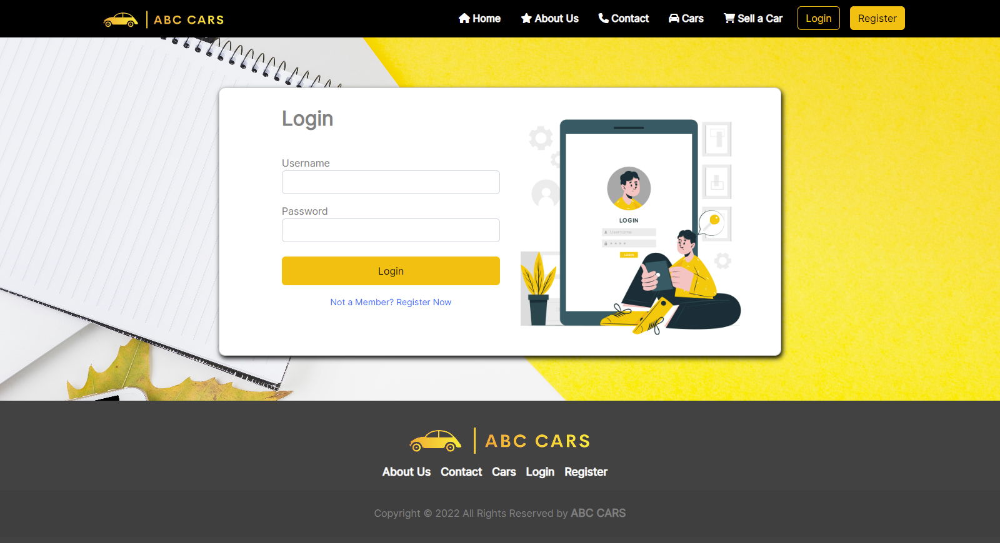 ABC CARS
Home About Us Contact Cars Sell a Car Login Register
Login
Username
Password
Login
Not a Member? Register Now
LOGIN
Username
LOGIN
ABC CARS
About Us Contact Cars Login Register
Copyright © 2022 All Rights Reserved by ABC CARS